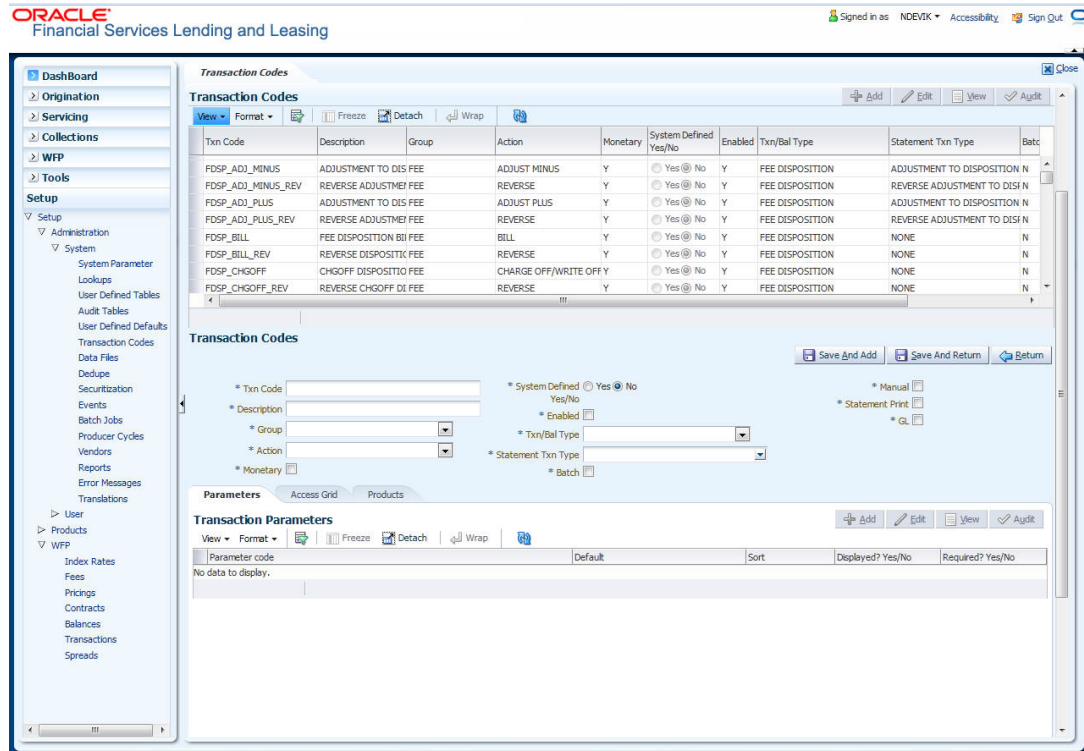 ORACLE®
Financial Services Lending and Leasing
Signed in as NDEVIK Accessibility Sign Out
DashBoard
Origination
Servicing
Collections
WFP
Tools
Setup
Setup
Administration
System
System Parameter
Lookups
User Defined Tables
Audit Tables
User Defined Defaults
Transaction Codes
Data Files
Dedupe
Securitization
Events
Batch Jobs
Producer Cycles
Vendors
Reports
Error Messages
Translations
User
Products
WFP
Index Rates
Fees
Pricings
Contracts
Balances
Transactions
Spreads
Transaction Codes
Close
Transaction Codes
Add Edit View Audit
View Format Freeze Detach Wrap
Txn Code Description Group Action Monetary System Defined Yes/No Enabled Txn/Bal Type Statement Txn Type Batc
FDSP_ADJ_MINUS ADJUSTMENT TO DIS FEE ADJUST MINUS Y Yes No Y FEE DISPOSITION ADJUSTMENT TO DISPOSITION N
FDSP_ADJ_MINUS_REV REVERSE ADJUSTMEN FEE REVERSE Y Yes No Y FEE DISPOSITION REVERSE ADJUSTMENT TO DISF N
FDSP_ADJ_PLUS ADJUSTMENT TO DIS FEE ADJUST PLUS Y Yes No Y FEE DISPOSITION ADJUSTMENT TO DISPOSITION N
FDSP_ADJ_PLUS_REV REVERSE ADJUSTMEN FEE REVERSE Y Yes No Y FEE DISPOSITION REVERSE ADJUSTMENT TO DISF N
FDSP_BILL FEE DISPOSITION BI FEE BILL Y Yes No Y FEE DISPOSITION NONE N
FDSP_BILL_REV REVERSE DISPOSITIC FEE REVERSE Y Yes No Y FEE DISPOSITION NONE N
FDSP_CHGOFF CHGOFF DISPOSITIO FEE CHARGE OFF/WRITE OFF Y Yes No Y FEE DISPOSITION NONE N
FDSP_CHGOFF_REV REVERSE CHGOFF DI FEE REVERSE Y Yes No Y FEE DISPOSITION NONE N
Transaction Codes
Save And Add Save And Return Return
* Txn Code * System Defined Yes/No Yes No * Manual
* Description * Enabled * Statement Print
* Group * Txn/Bal Type * GL
* Action * Statement Txn Type
* Monetary * Batch
Parameters Access Grid Products
Transaction Parameters
Add Edit View Audit
View Format Freeze Detach Wrap
Parameter code Default Sort Displayed? Yes/No Required? Yes/No
No data to display.